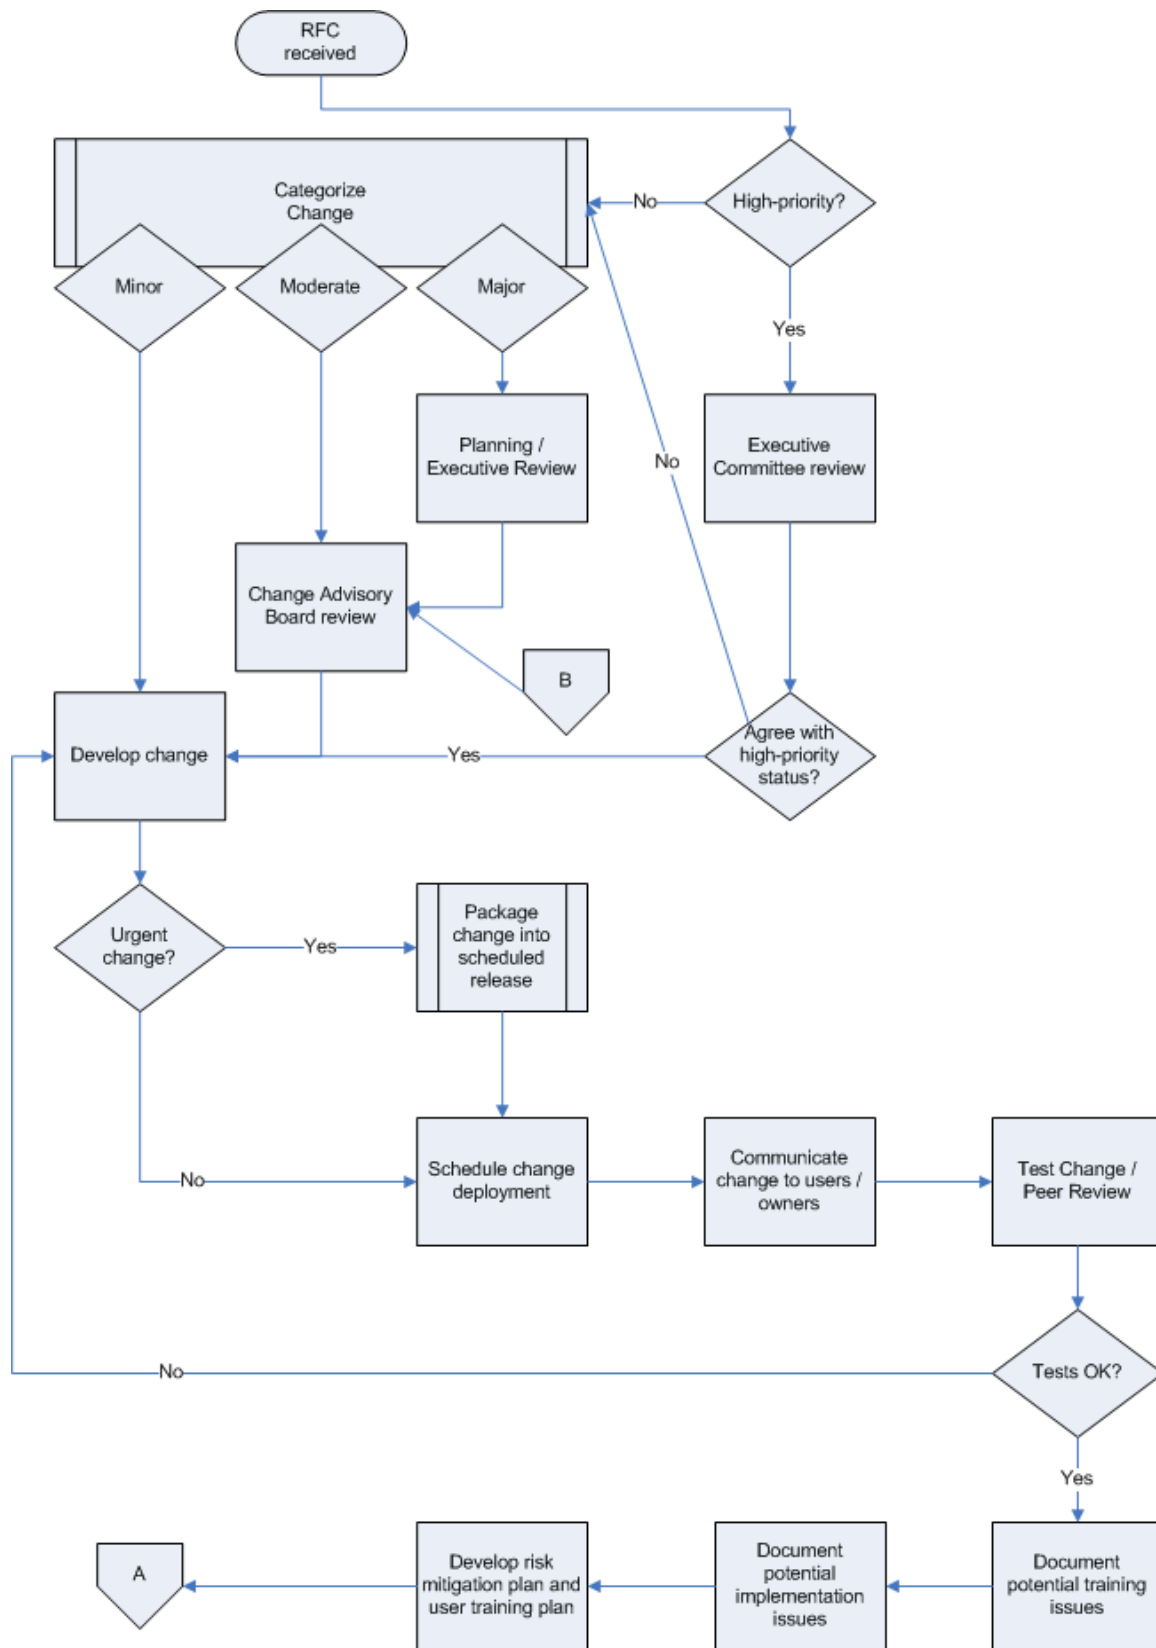 RFC
received
High-priority?
No
Categorize
Change
Minor
Moderate
Major
Yes
Planning /
Executive Review
Executive
Committee review
No
Change Advisory
Board review
B
Agree with
high-priority
status?
Yes
Develop change
Urgent
change?
Yes
Package
change into
scheduled
release
No
Schedule change
deployment
Communicate
change to users /
owners
Test Change /
Peer Review
Tests OK?
No
Yes
Document
potential training
issues
Document
potential
implementation
issues
Develop risk
mitigation plan and
user training plan
A